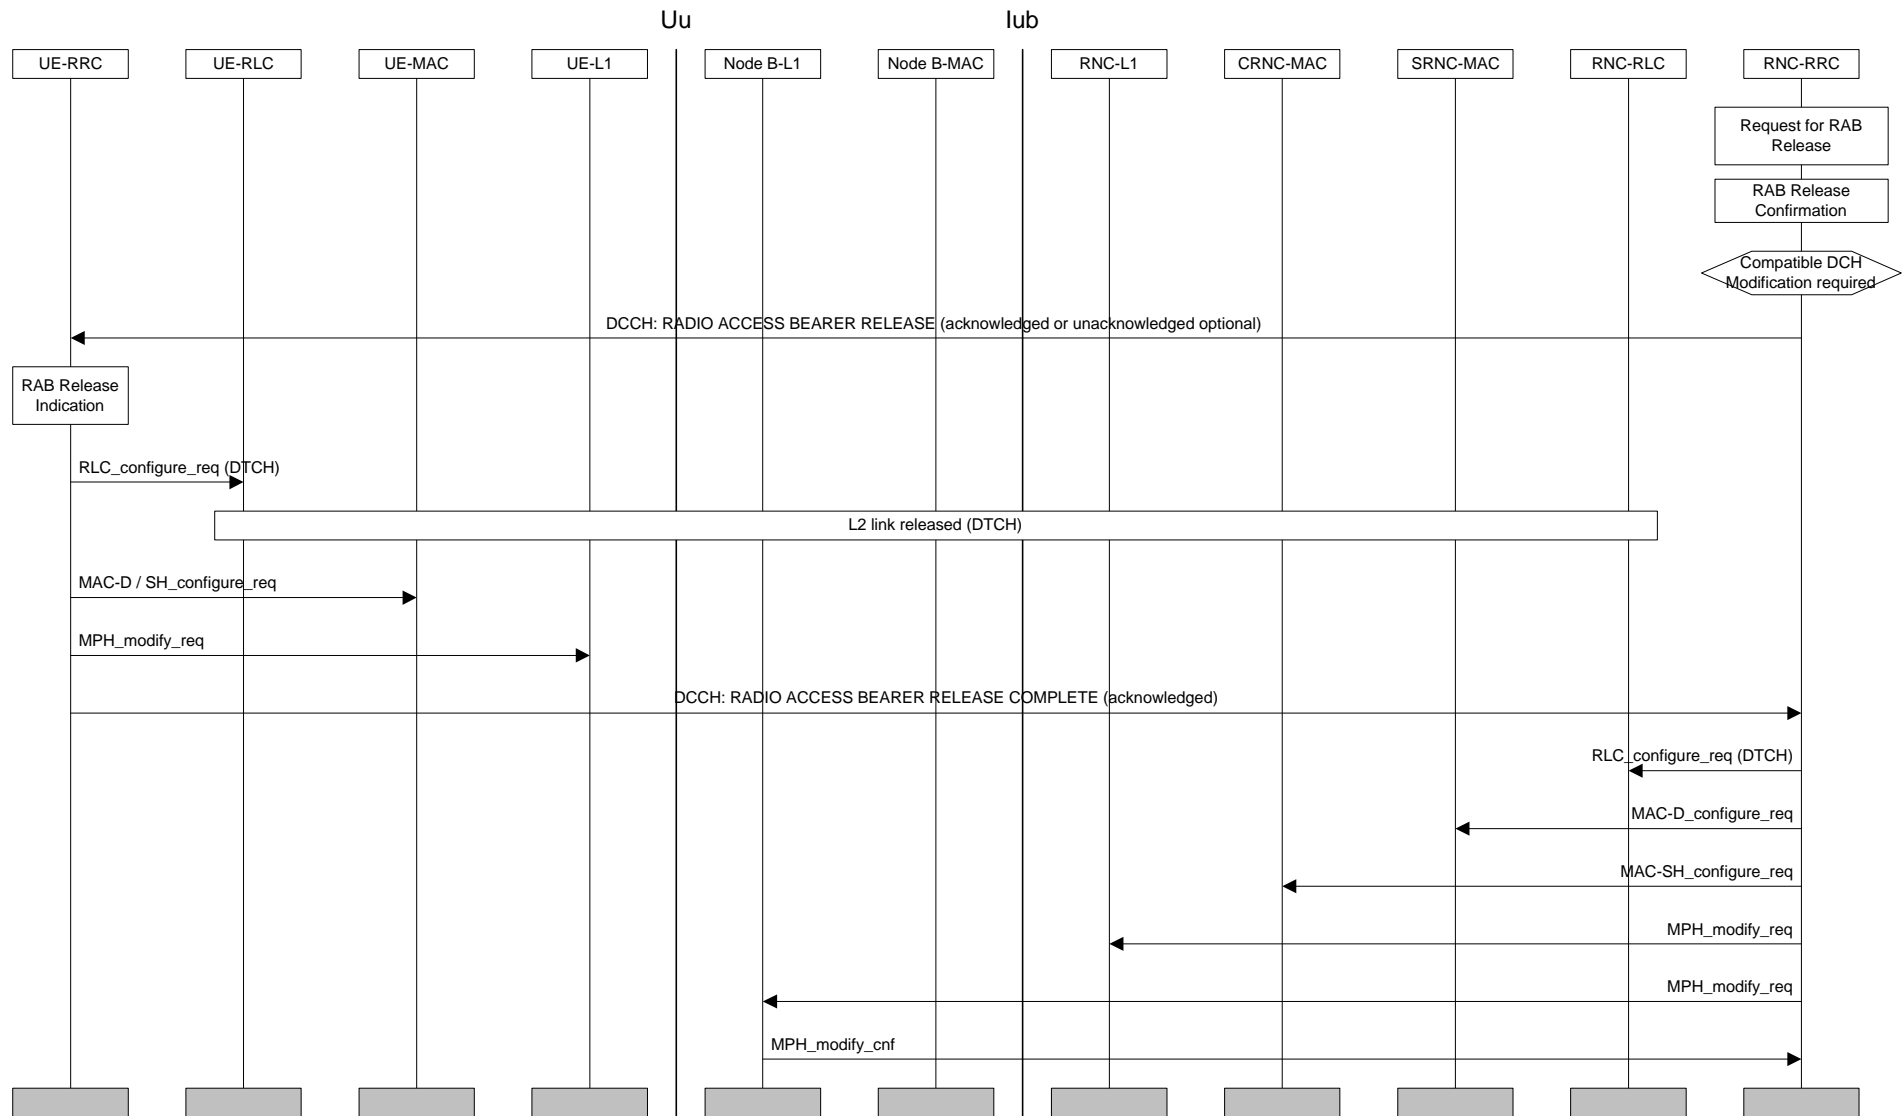 Uu
Iub
UE-RRC
UE-RLC
UE-MAC
UE-L1
Node B-L1
Node B-MAC
RNC-L1
CRNC-MAC
SRNC-MAC
RNC-RLC
RNC-RRC
Request for RAB
Release
RAB Release
Confirmation
Compatible DCH
Modification required
DCCH: RADIO ACCESS BEARER RELEASE (acknowledged or unacknowledged optional)
RAB Release
Indication
RLC_configure_req (DTCH)
L2 link released (DTCH)
MAC-D / SH_configure_req
MPH_modify_req
DCCH: RADIO ACCESS BEARER RELEASE COMPLETE (acknowledged)
RLC_configure_req (DTCH)
MAC-D_configure_req
MAC-SH_configure_req
MPH_modify_req
MPH_modify_req
MPH_modify_cnf